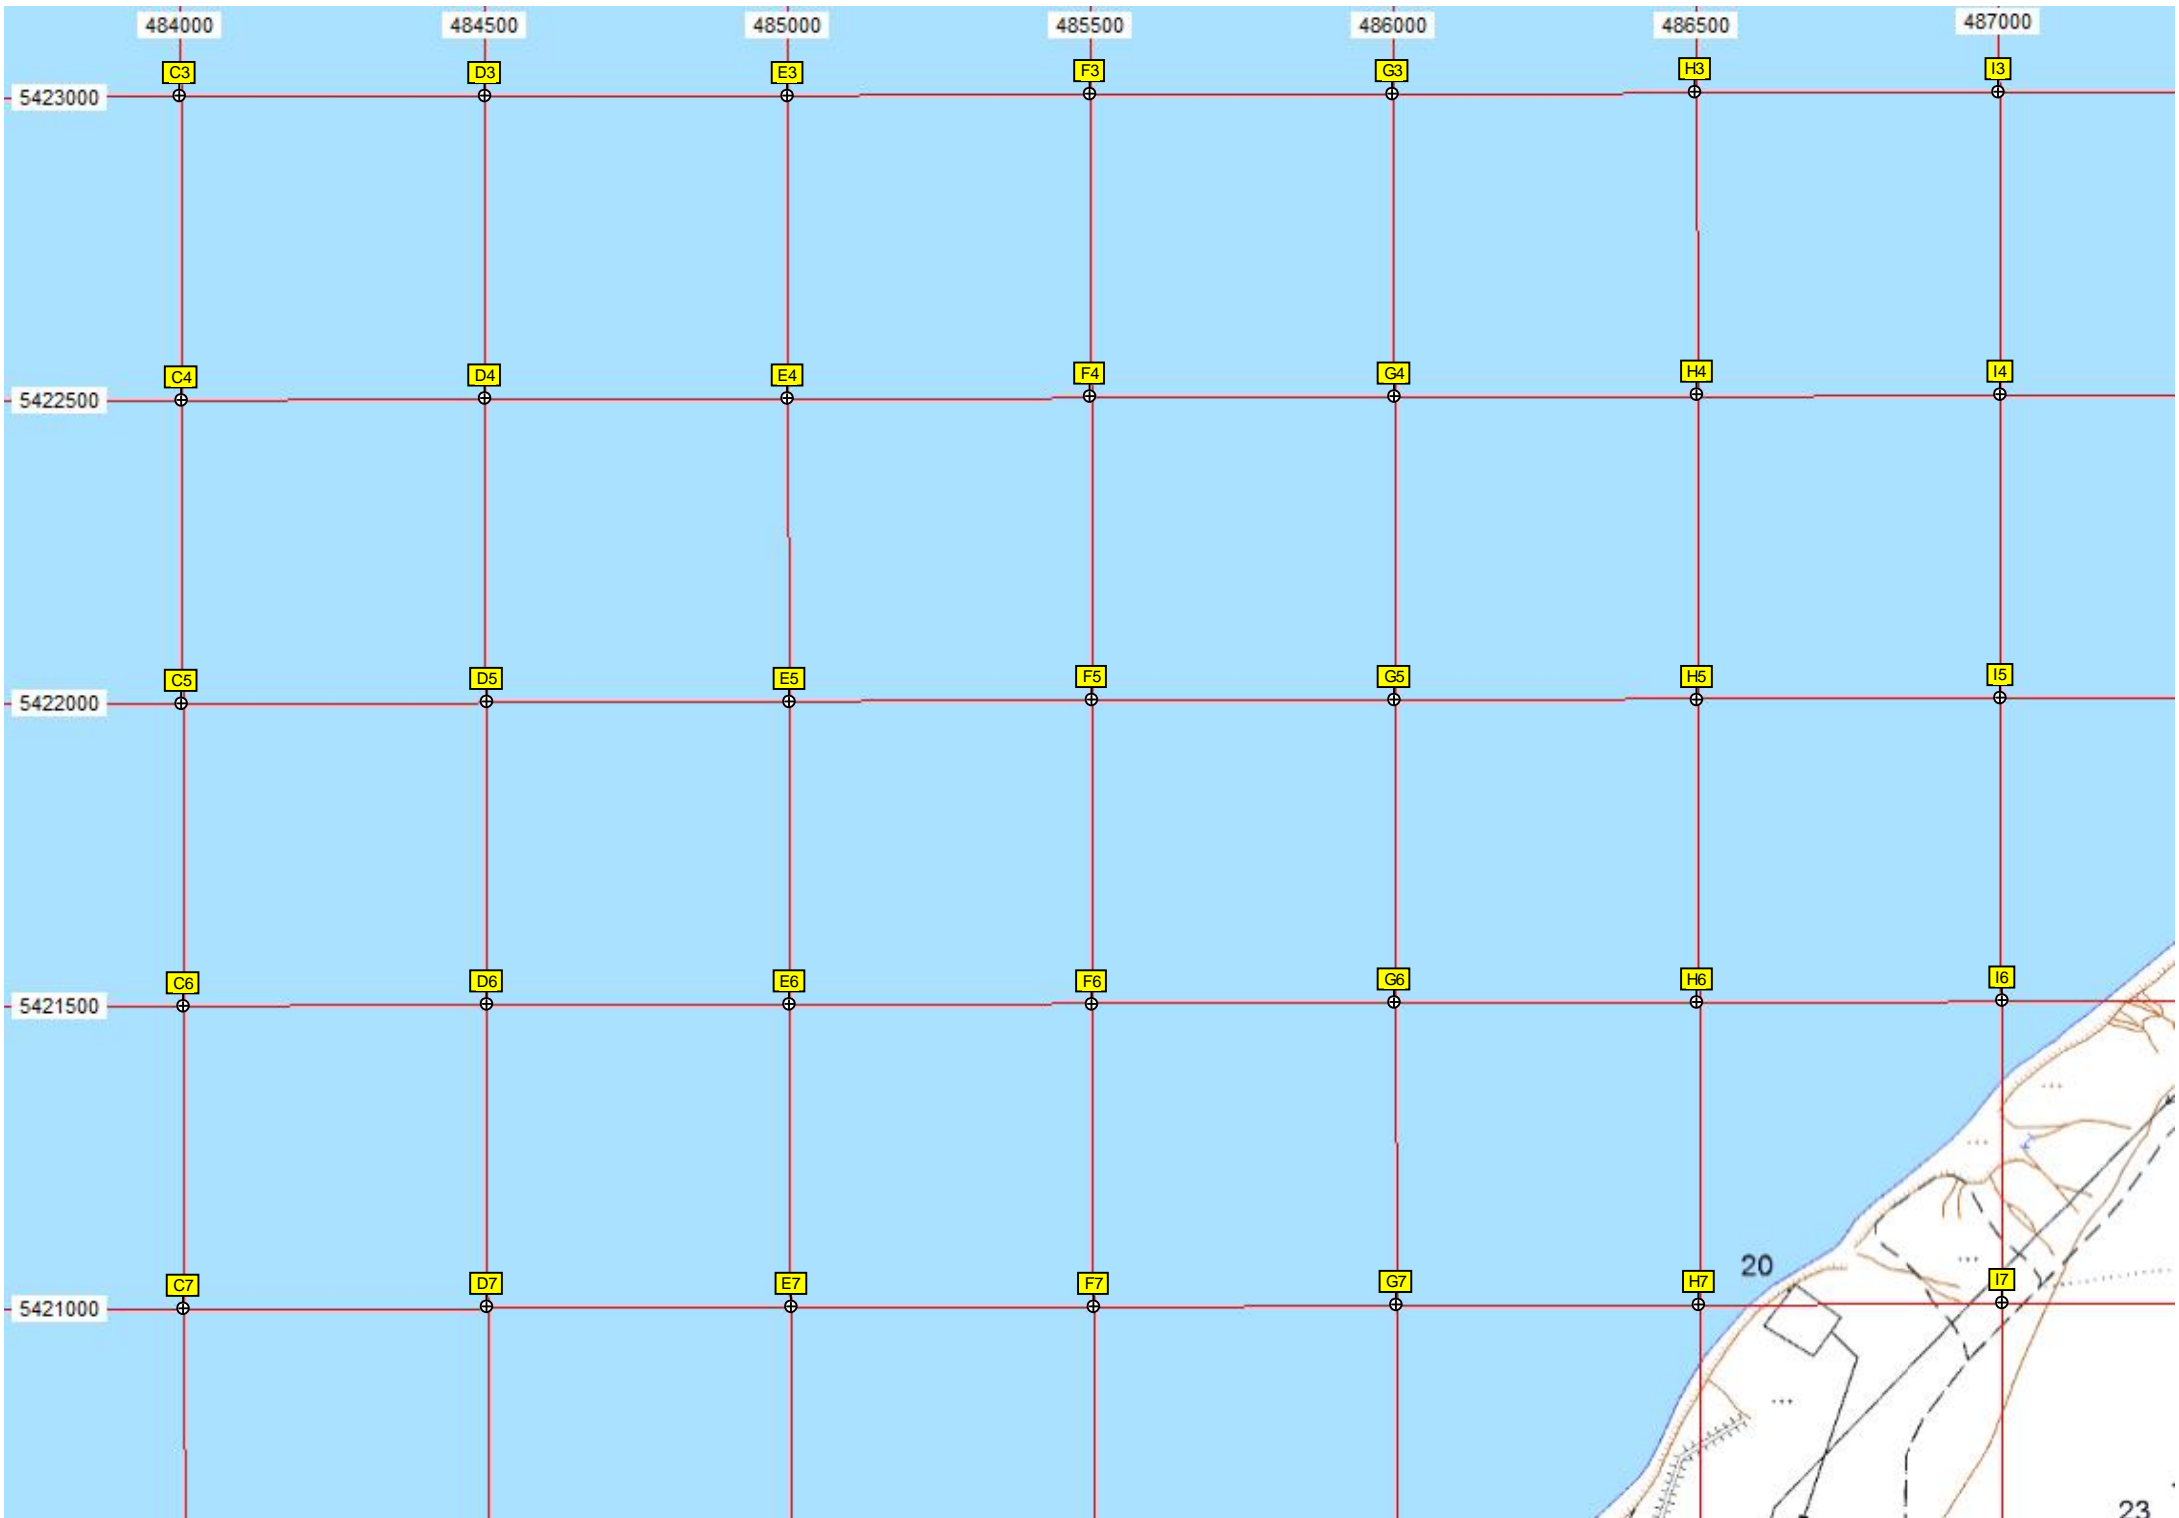 484000 484500 485000 485500 486000 486500 487000
C3 D3 E3 F3 G3 H3 I3
5423000
C4 D4 E4 F4 G4 H4 I4
5422500
C5 D5 E5 F5 G5 H5 I5
5422000
C6 D6 E6 F6 G6 H6 I6
5421500
20
C7 D7 E7 F7 G7 H7 I7
5421000
23